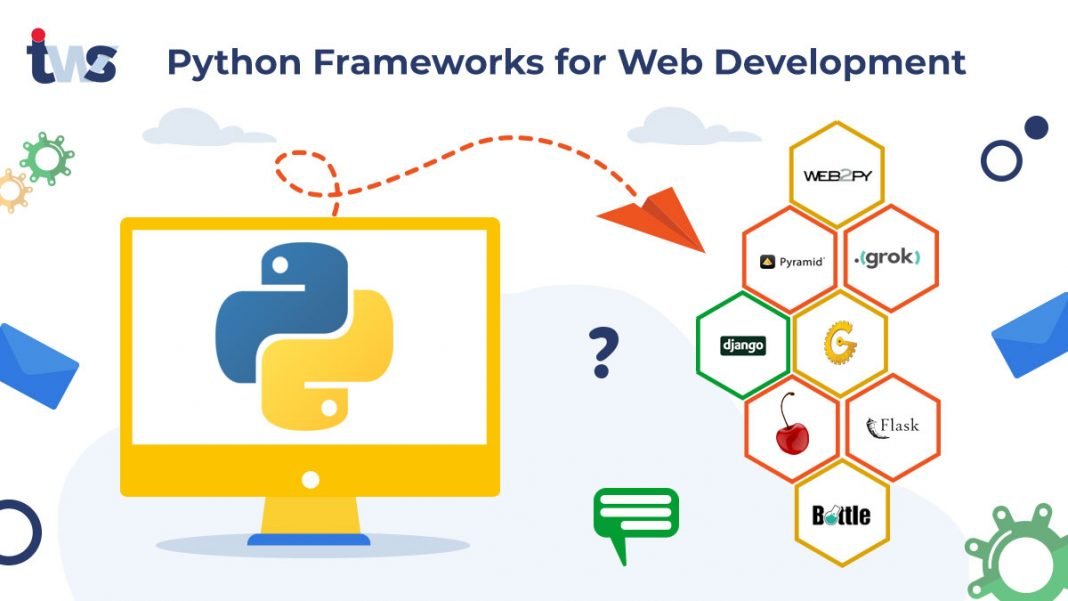 tws
Python Frameworks for Web Development
WEB2PY
Pyramid
.(grok)
django
?
G
Flask
Bottle